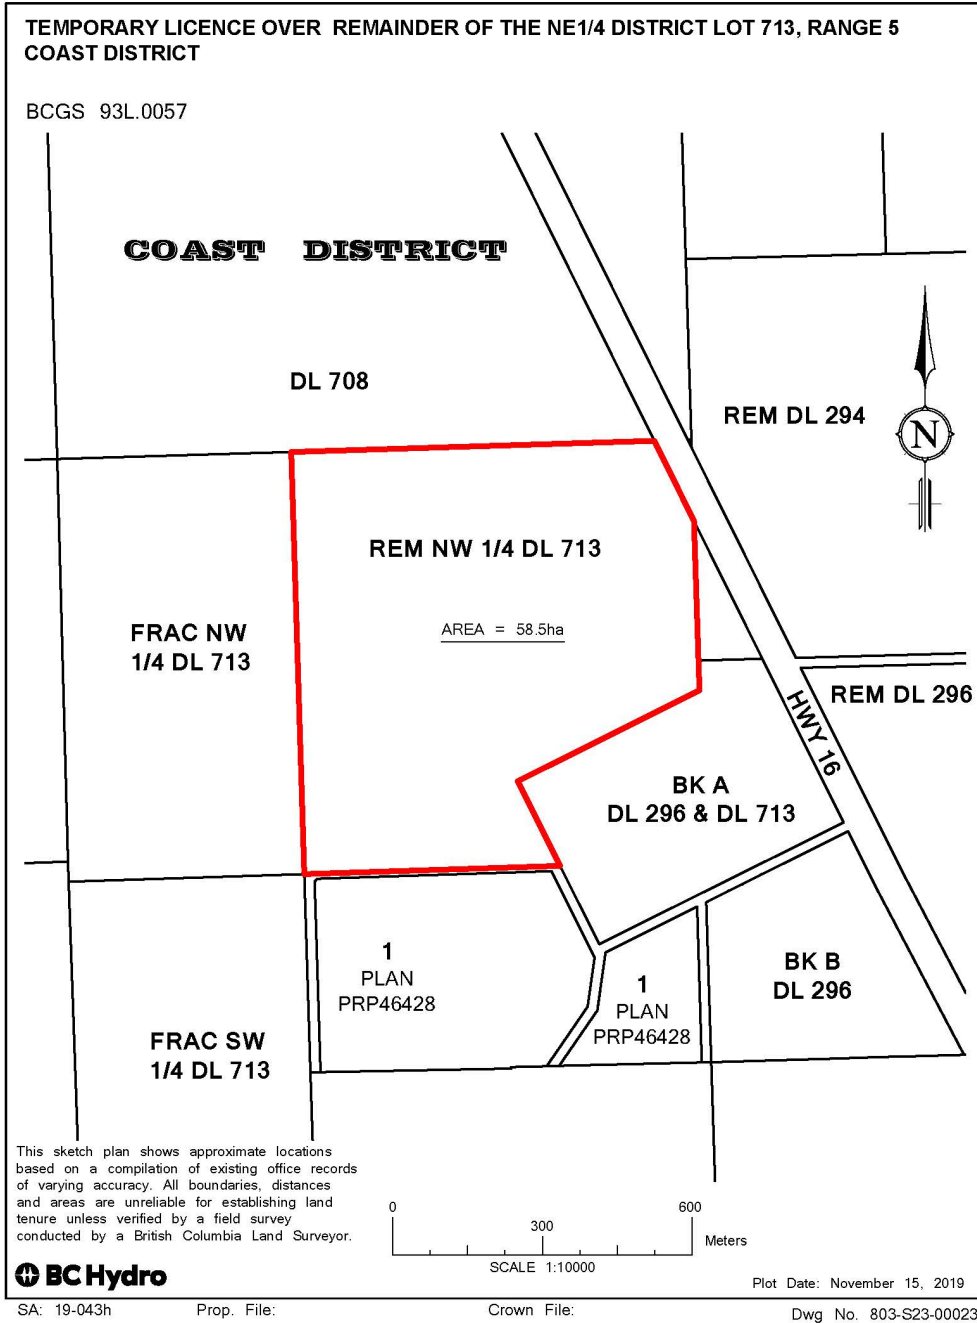 TEMPORARY LICENCE OVER REMAINDER OF THE NE1/4 DISTRICT LOT 713, RANGE 5
COAST DISTRICT
BCGS 93L.0057
COAST DISTRICT
DL 708
REM DL 294
N
REM NW 1/4 DL 713
AREA = 58.5ha
FRAC NW
1/4 DL 713
REM DL 296
HWY 16
BK A
DL 296 & DL 713
1
PLAN
PRP46428
1
PLAN
PRP46428
BK B
DL 296
FRAC SW
1/4 DL 713
This sketch plan shows approximate locations
based on a compilation of existing office records
of varying accuracy. All boundaries, distances
and areas are unreliable for establishing land
tenure unless verified by a field survey
conducted by a British Columbia Land Surveyor.
0
300
600
Meters
SCALE 1:10000
BC Hydro
Plot Date: November 15, 2019
SA: 19-043h
Prop. File:
Crown File:
Dwg No. 803-S23-00023